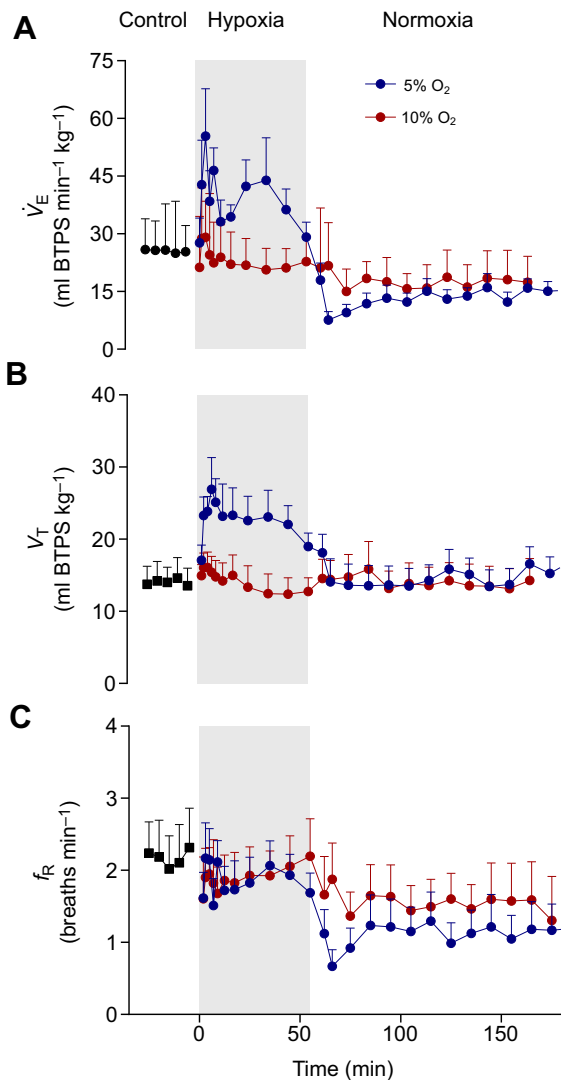 Control Hypoxia Normoxia
A
75
60
45
30
15
0
V̇E
(ml BTPS min⁻¹ kg⁻¹)
5% O₂
10% O₂
B
40
30
20
10
0
VT
(ml BTPS kg⁻¹)
C
4
3
2
1
0
fR
(breaths min⁻¹)
0 50 100 150
Time (min)